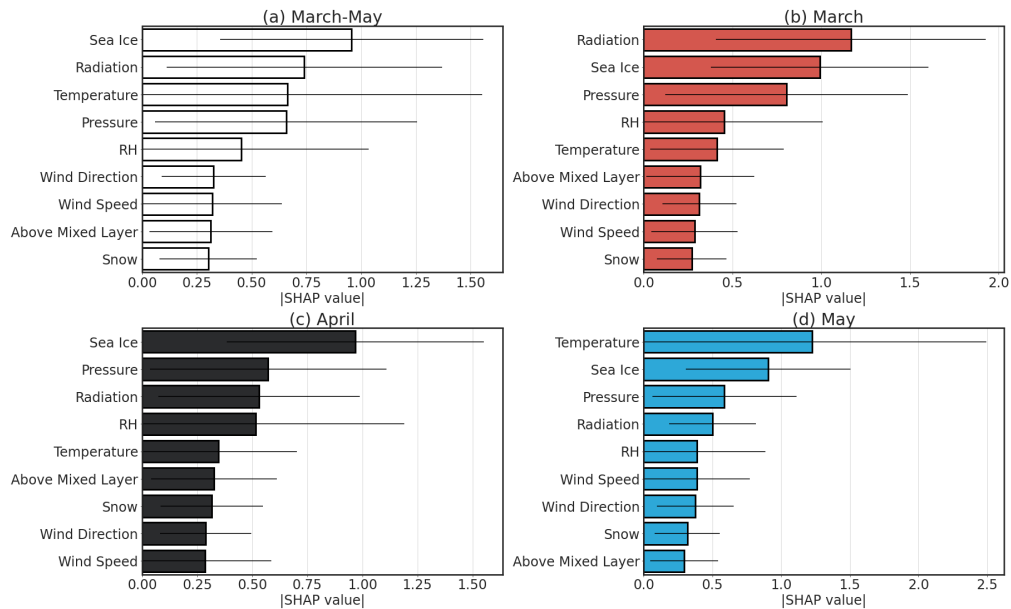 (a) March-May
Sea Ice
Radiation
Temperature
Pressure
RH
Wind Direction
Wind Speed
Above Mixed Layer
Snow
0.00 0.25 0.50 0.75 1.00 1.25 1.50
|SHAP value|
(b) March
Radiation
Sea Ice
Pressure
RH
Temperature
Above Mixed Layer
Wind Direction
Wind Speed
Snow
0.0 0.5 1.0 1.5 2.0
|SHAP value|
(c) April
Sea Ice
Pressure
Radiation
RH
Temperature
Above Mixed Layer
Snow
Wind Direction
Wind Speed
0.00 0.25 0.50 0.75 1.00 1.25 1.50
|SHAP value|
(d) May
Temperature
Sea Ice
Pressure
Radiation
RH
Wind Speed
Wind Direction
Snow
Above Mixed Layer
0.0 0.5 1.0 1.5 2.0 2.5
|SHAP value|